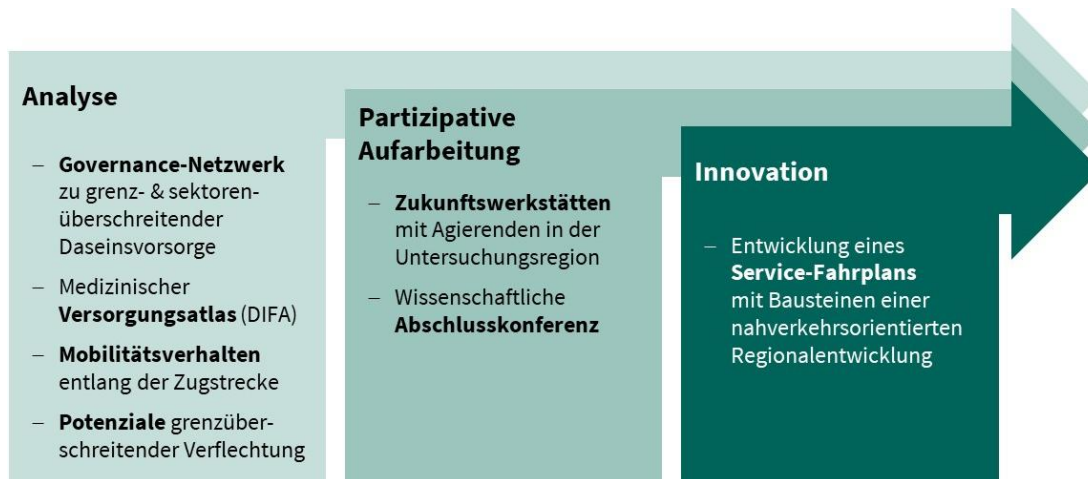 Analyse
– Governance-Netzwerk
zu grenz- & sektoren-
überschreitender
Daseinsvorsorge
– Medizinischer
Versorgungsatlas (DIFA)
– Mobilitätsverhalten
entlang der Zugstrecke
– Potenziale grenzüber-
schreitender Verflechtung
Partizipative
Aufarbeitung
– Zukunftswerkstätten
mit Agierenden in der
Untersuchungsregion
– Wissenschaftliche
Abschlusskonferenz
Innovation
– Entwicklung eines
Service-Fahrplans
mit Bausteinen einer
nahverkehrsorientierten
Regionalentwicklung